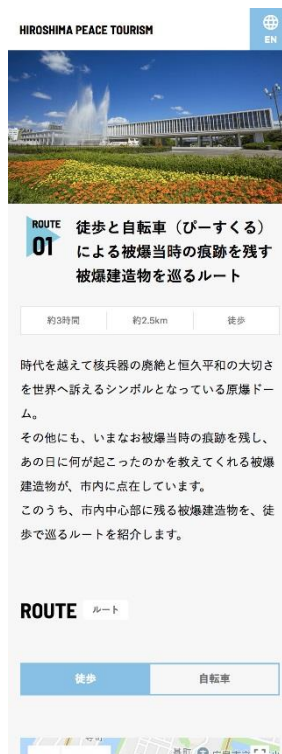 HIROSHIMA PEACE TOURISM
EN
ROUTE
01
徒歩と自転車（ぴーすくる）
による被爆当時の痕跡を残す
被爆建造物を巡るルート
約3時間
約2.5km
徒歩
時代を越えて核兵器の廃絶と恒久平和の大切さ
を世界へ訴えるシンボルとなっている原爆ドー
ム。
その他にも、いまなお被爆当時の痕跡を残し、
あの日に何が起こったのかを教えてくれる被爆
建造物が、市内に点在しています。
このうち、市内中心部に残る被爆建造物を、徒
歩で巡るルートを紹介します。
ROUTE ルート
徒歩
自転車